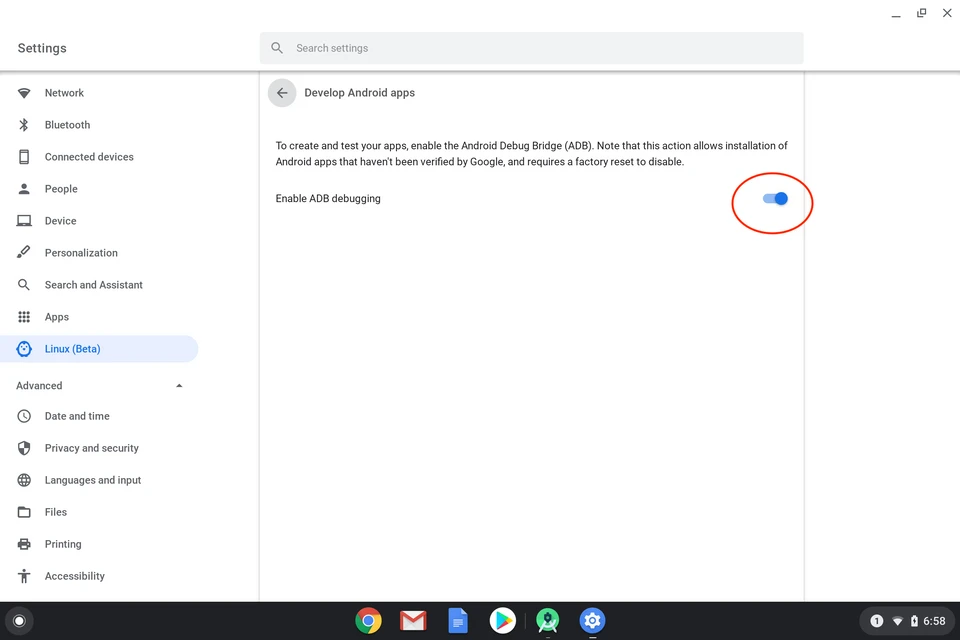 Settings
Search settings
Network
Bluetooth
Connected devices
People
Device
Personalization
Search and Assistant
Apps
Linux (Beta)
Advanced
Date and time
Privacy and security
Languages and input
Files
Printing
Accessibility
Develop Android apps
To create and test your apps, enable the Android Debug Bridge (ADB). Note that this action allows installation of
Android apps that haven't been verified by Google, and requires a factory reset to disable.
Enable ADB debugging
1
6:58